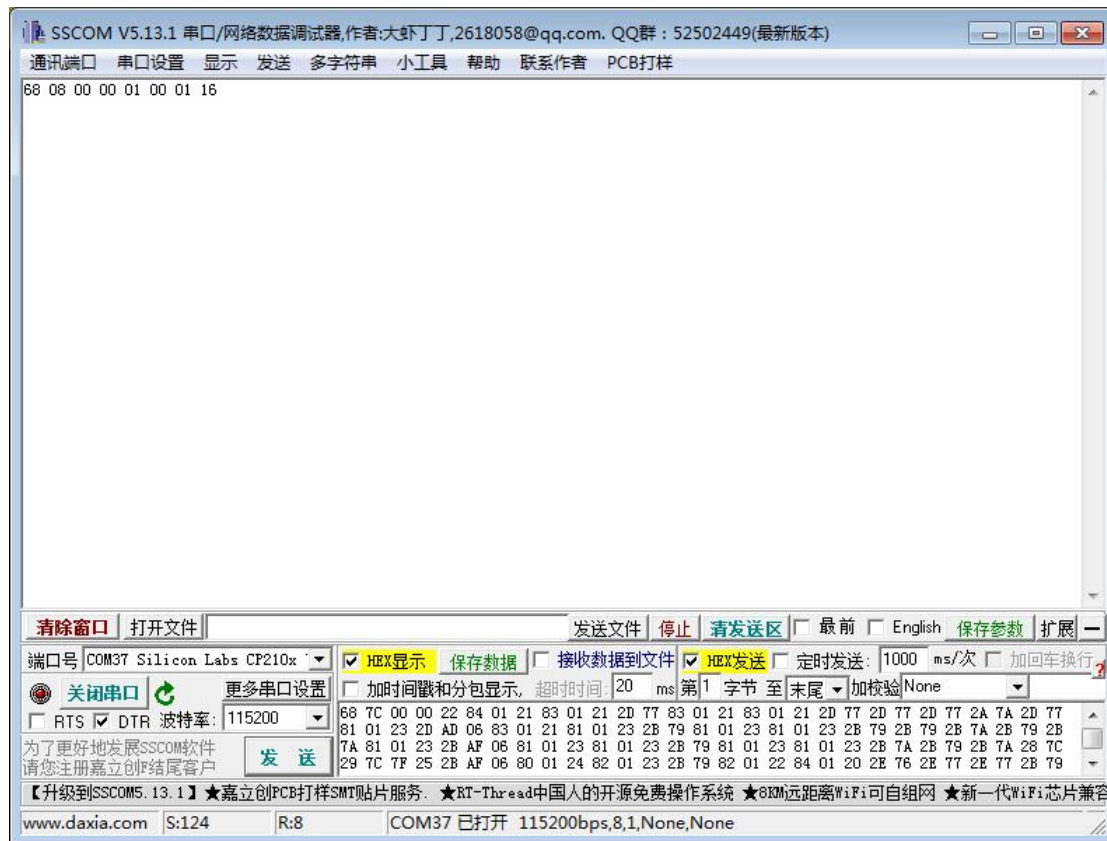 SSCOM V5.13.1 串口/网络数据调试器,作者:大虾丁丁,2618058@qq.com. QQ群：52502449(最新版本)
通讯端口 串口设置 显示 发送 多字符串 小工具 帮助 联系作者 PCB打样
68 08 00 00 01 00 01 16
清除窗口 打开文件 发送文件 停止 清发送区 最前 English 保存参数 扩展 —
端口号 COM37 Silicon Labs CP210x HEX显示 保存数据 接收数据到文件 HEX发送 定时发送: 1000 ms/次 加回车换行
关闭串口 更多串口设置 加时间戳和分包显示, 超时时间: 20 ms 第 1 字节 至 末尾 加校验 None
RTS DTR 波特率: 115200
为了更好地发展SSCOM软件
请您注册嘉立创F结尾客户
发 送
68 7C 00 00 22 84 01 21 83 01 21 2D 77 83 01 21 83 01 21 2D 77 2D 77 2D 77 2A 7A 2D 77
81 01 23 2D AD 06 83 01 21 81 01 23 2B 79 81 01 23 81 01 23 2B 79 2B 79 2B 7A 2B 79 2B
7A 81 01 23 2B AF 06 81 01 23 81 01 23 2B 79 81 01 23 81 01 23 2B 7A 2B 79 2B 7A 28 7C
29 7C 7F 25 2B AF 06 80 01 24 82 01 23 2B 79 82 01 22 84 01 20 2E 76 2E 77 2E 77 2B 79
【升级到SSCOM5.13.1】★嘉立创PCB打样SMT贴片服务. ★RT-Thread中国人的开源免费操作系统 ★8KM远距离WiFi可自组网 ★新一代WiFi芯片兼容
www.daxia.com S:124 R:8 COM37 已打开 115200bps,8,1,None,None